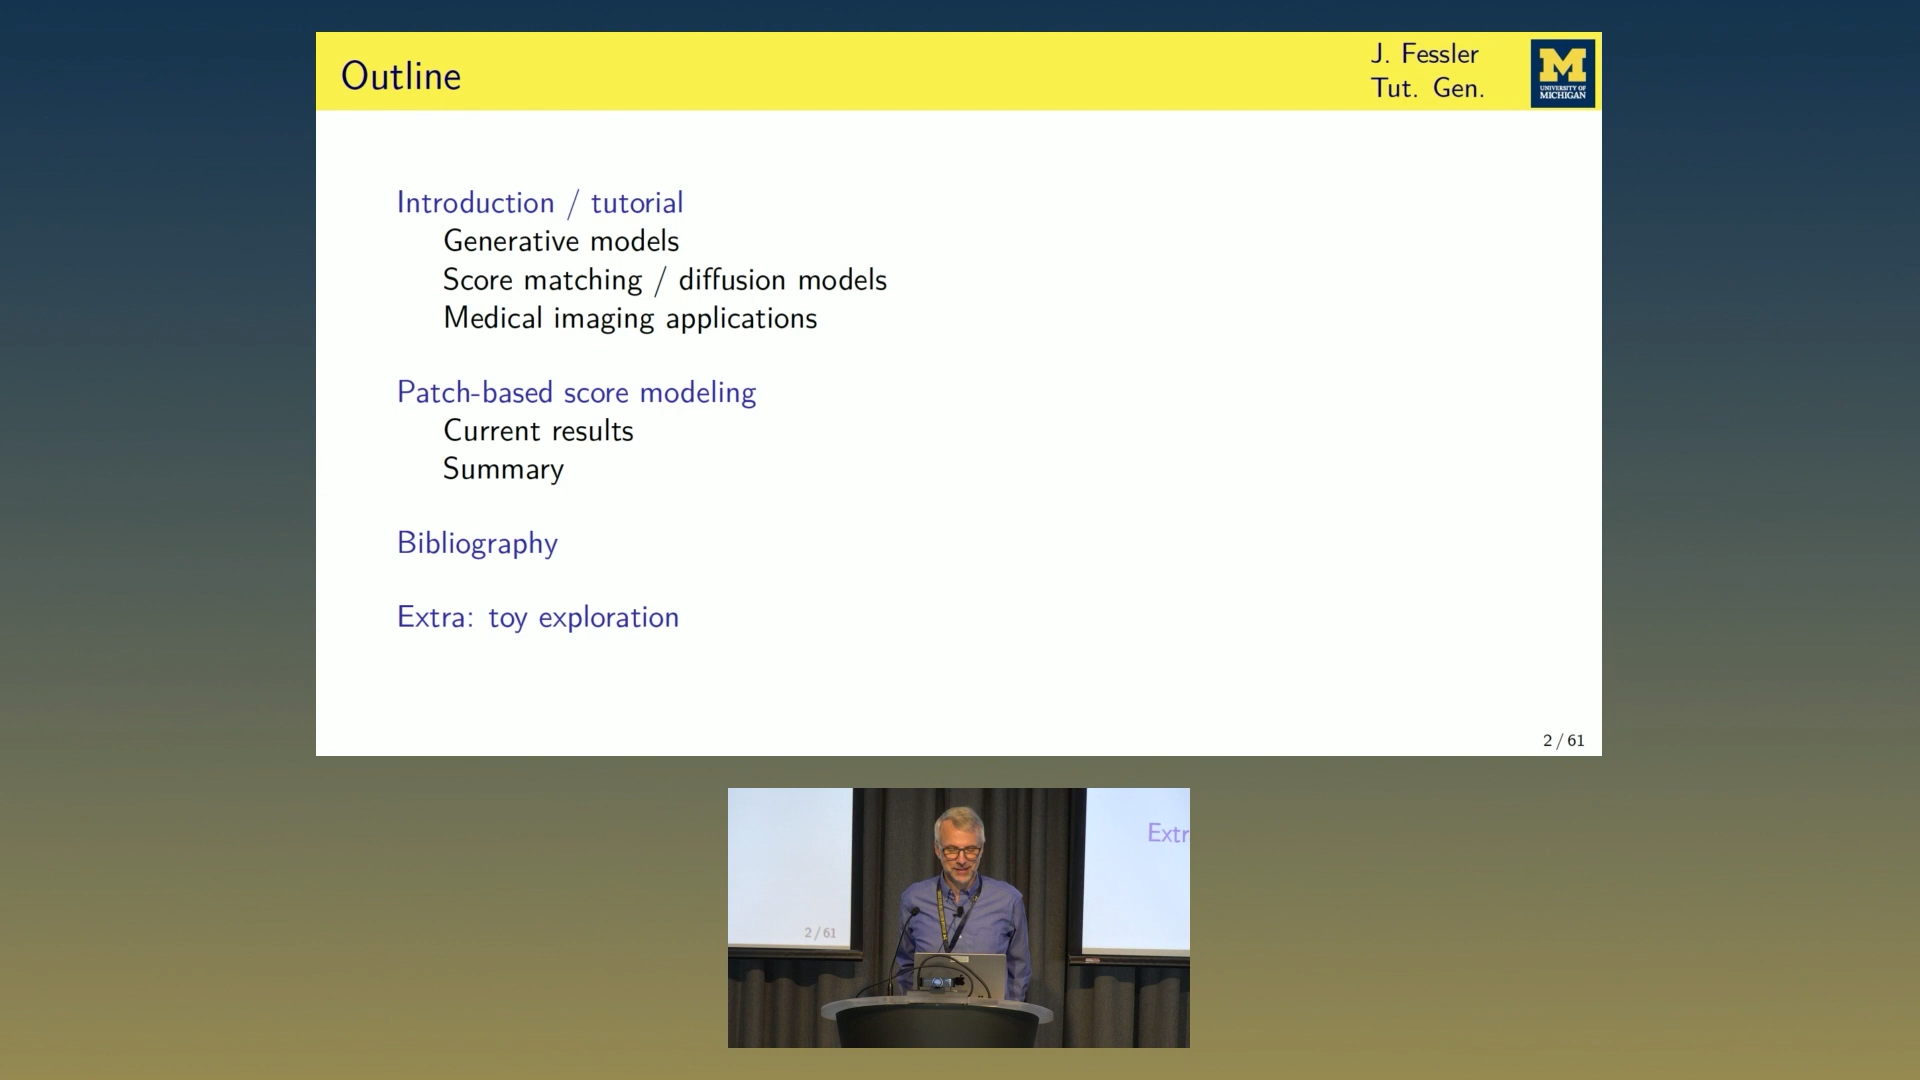 Outline
J. Fessler
Tut. Gen.
M
UNIVERSITY OF
MICHIGAN
Introduction / tutorial
Generative models
Score matching / diffusion models
Medical imaging applications
Patch-based score modeling
Current results
Summary
Bibliography
Extra: toy exploration
2 / 61
2 / 61
Extr